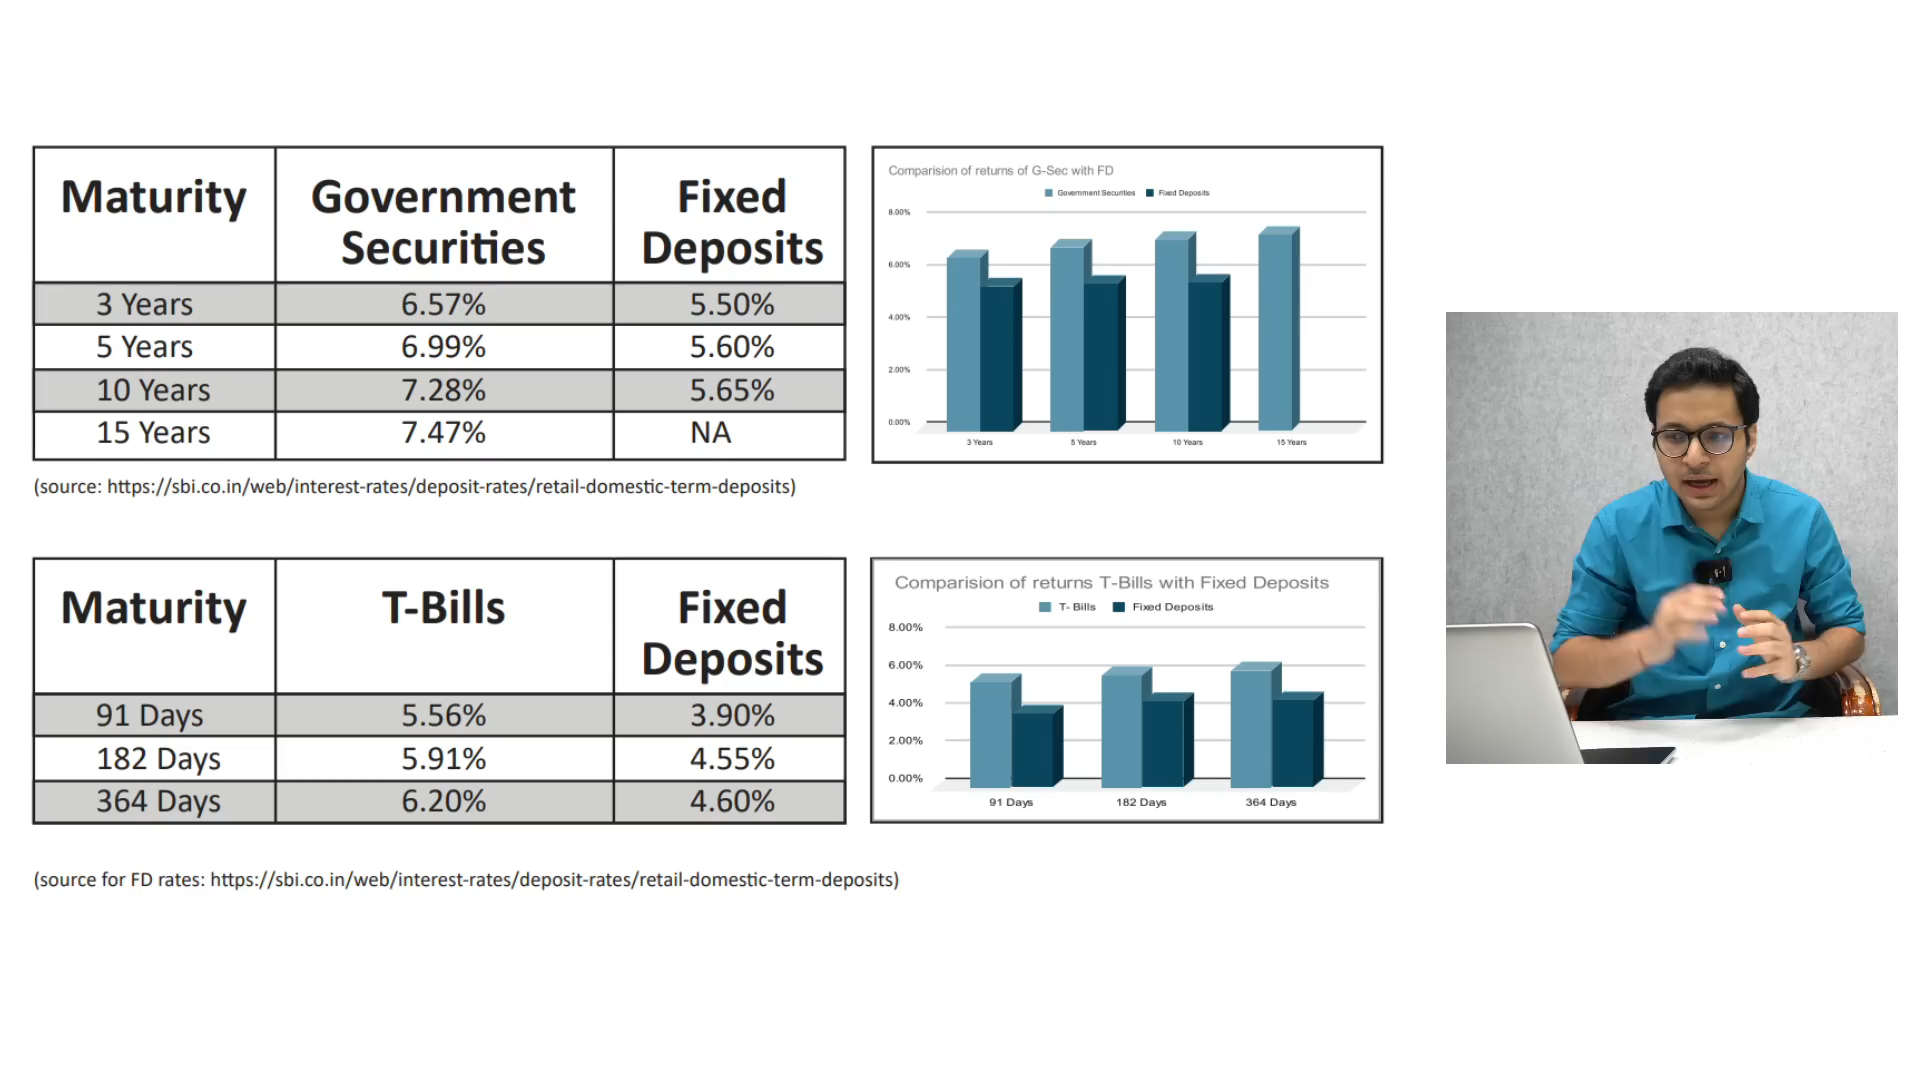 Maturity Government Fixed
Securities Deposits
3 Years 6.57% 5.50%
5 Years 6.99% 5.60%
10 Years 7.28% 5.65%
15 Years 7.47% NA
(source: https://sbi.co.in/web/interest-rates/deposit-rates/retail-domestic-term-deposits)
Comparision of returns of G-Sec with FD
Government Securities Fixed Deposits
8.00%
6.00%
4.00%
2.00%
0.00%
3 Years 5 Years 10 Years 15 Years
Maturity T-Bills Fixed
Deposits
91 Days 5.56% 3.90%
182 Days 5.91% 4.55%
364 Days 6.20% 4.60%
(source for FD rates: https://sbi.co.in/web/interest-rates/deposit-rates/retail-domestic-term-deposits)
Comparision of returns T-Bills with Fixed Deposits
T- Bills Fixed Deposits
8.00%
6.00%
4.00%
2.00%
0.00%
91 Days 182 Days 364 Days